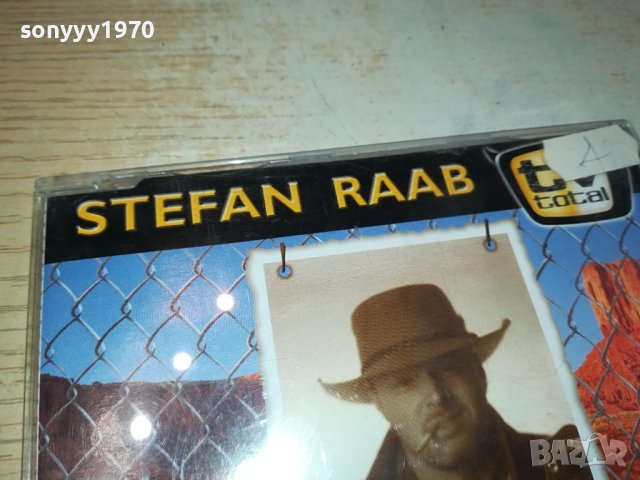 sonyyy1970
STEFAN RAAB
tv
total
BAZAR